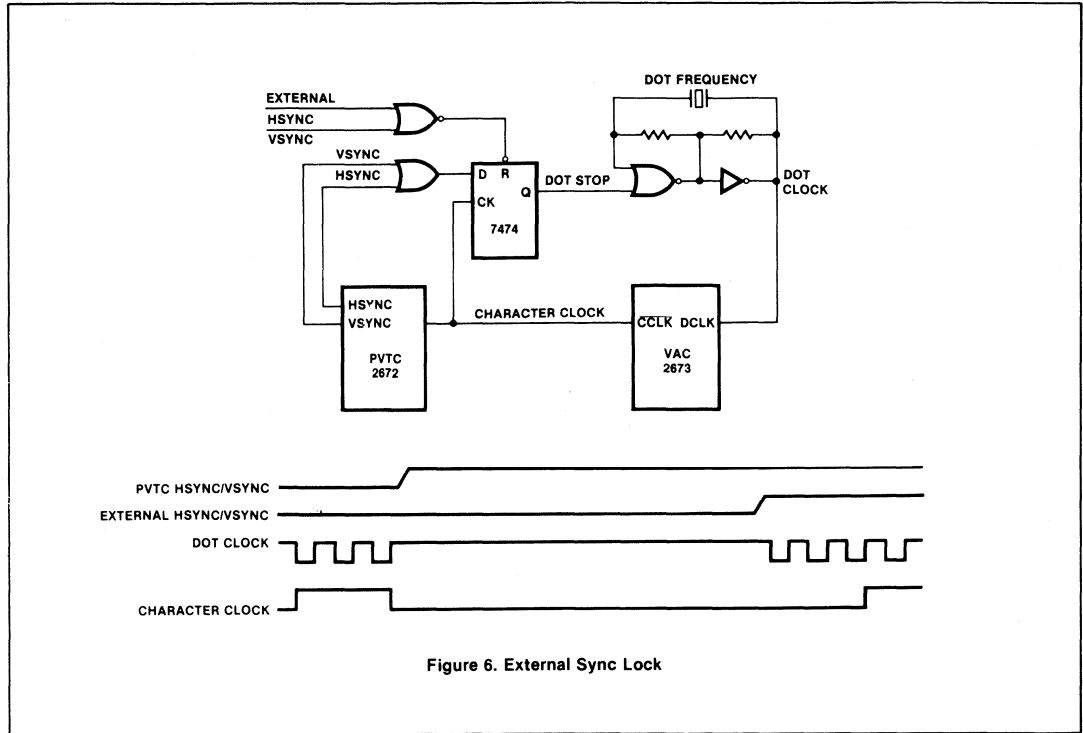 DOT FREQUENCY
EXTERNAL
HSYNC
VSYNC
VSYNC
HSYNC
D R
Q
CK
7474
DOT STOP
DOT
CLOCK
HSYNC
VSYNC
PVTC
2672
CHARACTER CLOCK
CCLK DCLK
VAC
2673
PVTC HSYNC/VSYNC
EXTERNAL HSYNC/VSYNC
DOT CLOCK
CHARACTER CLOCK
Figure 6. External Sync Lock